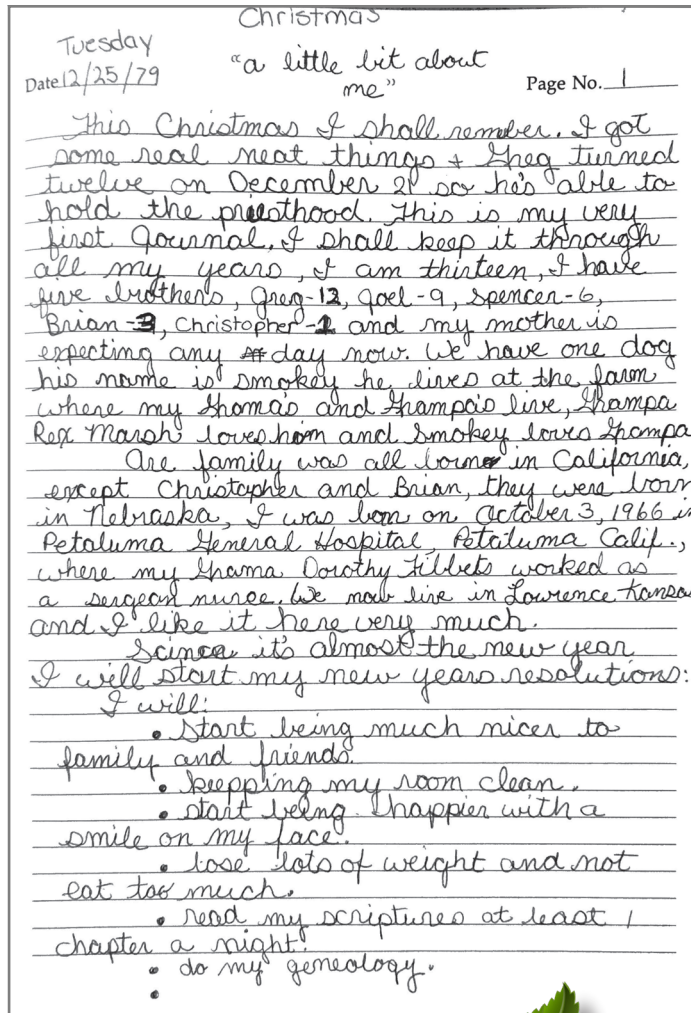 Christmas
Tuesday
Date 12/25/79
"a little bit about
me"
Page No. 1
This Christmas I shall remember. I got
some real neat things + Greg turned
twelve on December 21 so he's able to
hold the priesthood. This is my very
first Journal, I shall keep it through
all my years, I am thirteen, I have
five brothers, Greg-12, Joel-9, Spencer-6,
Brian-3, Christopher-1 and my mother is
expecting any day now. We have one dog
his name is Smokey he lives at the farm
where my Grama's and Grampa's live, Grampa
Rex Marsh loves him and Smokey loves Grampa
Are family was all born in California,
except Christopher and Brian, they were born
in Nebraska, I was born on October 3, 1966 in
Petaluma General Hospital, Petaluma Calif.,
where my Grama Dorothy Tibbets worked as
a sergean nurce. We now live in Lawrence Kansas
and I like it here very much.
Scince it's almost the new year
I will start my new years resolutions:
I will:
• start being much nicer to
family and friends.
• keepping my room clean.
• start being happier with a
smile on my face.
• lose lots of weight and not
eat too much.
• read my scriptures at least 1
chapter a night!
• do my geneology.
•